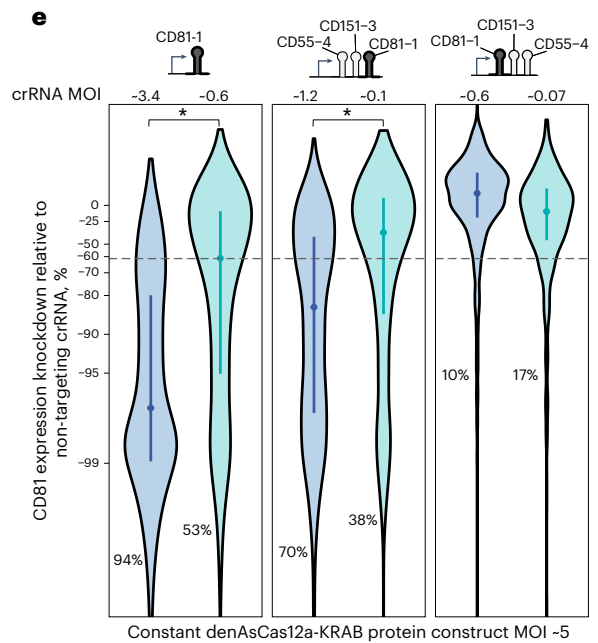 e
CD81-1
CD151–3
CD55–4
CD81–1
CD151–3
CD81–1
CD55–4
crRNA MOI
~3.4
~0.6
~1.2
~0.1
~0.6
~0.07
*
*
CD81 expression knockdown relative to
non-targeting crRNA, %
0
–25
–50
–60
–70
–80
–90
–95
–99
94%
53%
70%
38%
10%
17%
Constant denAsCas12a-KRAB protein construct MOI ~5